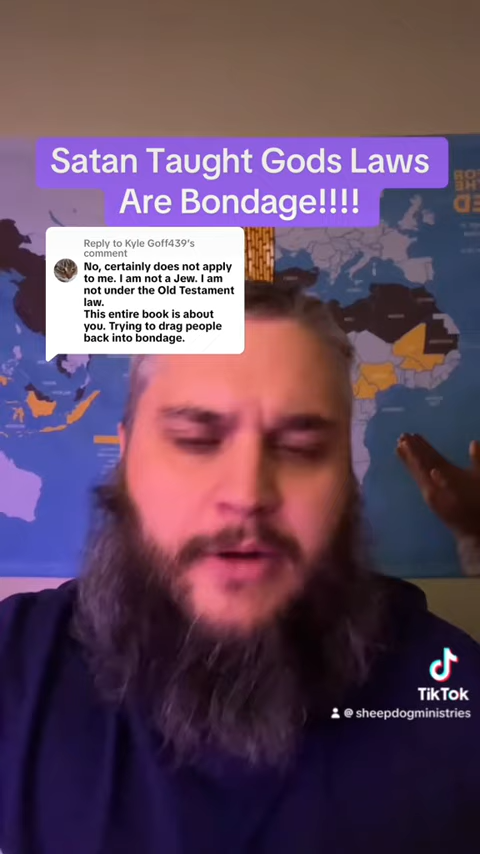 Satan Taught Gods Laws
Are Bondage!!!!
Reply to Kyle Goff439's
comment
No, certainly does not apply
to me. I am not a Jew. I am
not under the Old Testament
law.
This entire book is about
you. Trying to drag people
back into bondage.
TikTok
@sheepdogministries